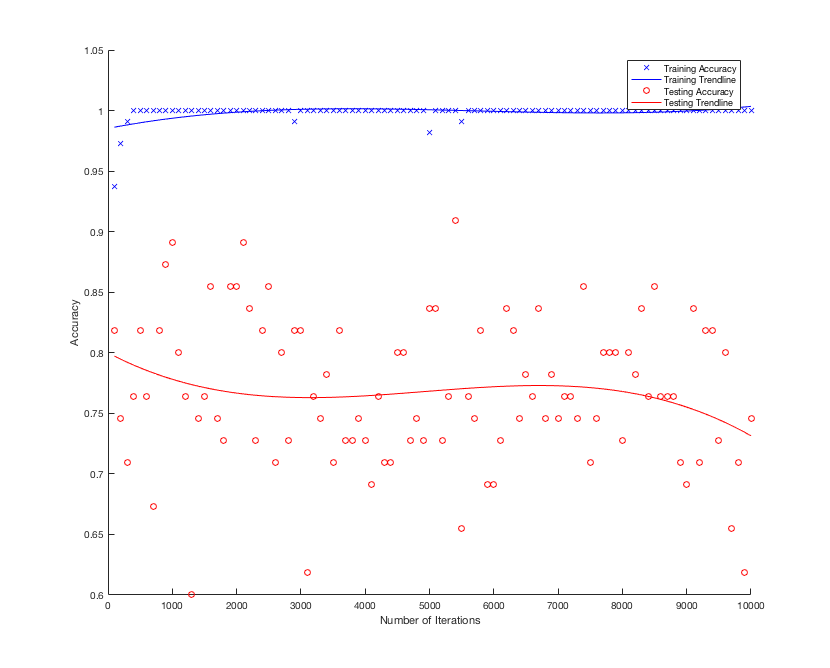 1.05
1
0.95
0.9
0.85
0.8
0.75
0.7
0.65
0.6
Accuracy
Training Accuracy
Training Trendline
Testing Accuracy
Testing Trendline
0 1000 2000 3000 4000 5000 6000 7000 8000 9000 10000
Number of Iterations